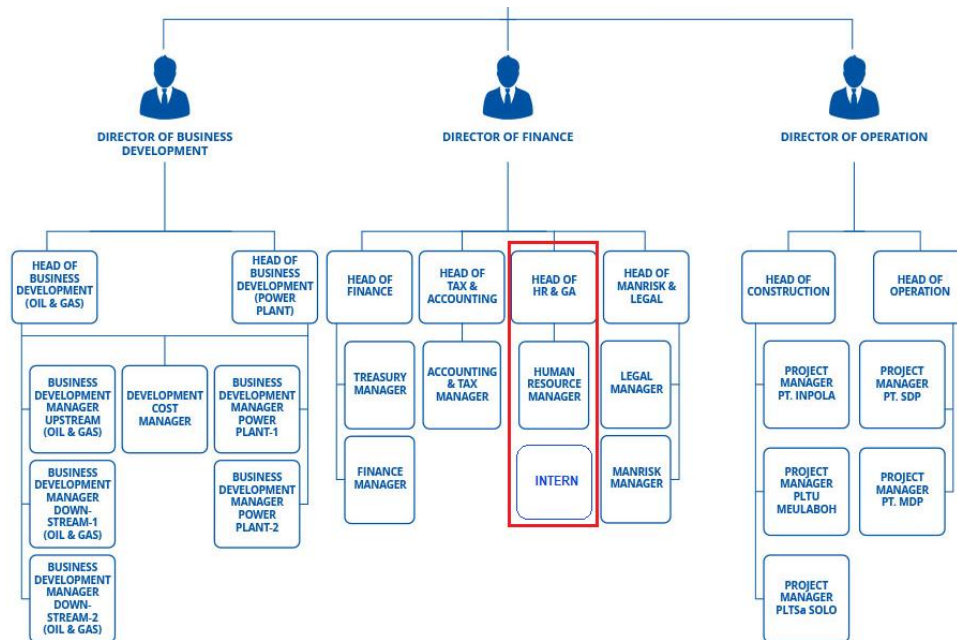 DIRECTOR OF BUSINESS
DEVELOPMENT
DIRECTOR OF FINANCE
DIRECTOR OF OPERATION
HEAD OF
BUSINESS
DEVELOPMENT
(OIL & GAS)
HEAD OF
BUSINESS
DEVELOPMENT
(POWER
PLANT)
HEAD OF
FINANCE
HEAD OF
TAX &
ACCOUNTING
HEAD OF
HR & GA
HEAD OF
MANRISK &
LEGAL
HEAD OF
CONSTRUCTION
HEAD OF
OPERATION
BUSINESS
DEVELOPMENT
MANAGER
UPSTREAM
(OIL & GAS)
DEVELOPMENT
COST
MANAGER
BUSINESS
DEVELOPMENT
MANAGER
POWER
PLANT-1
TREASURY
MANAGER
ACCOUNTING
& TAX
MANAGER
HUMAN
RESOURCE
MANAGER
LEGAL
MANAGER
PROJECT
MANAGER
PT. INPOLA
PROJECT
MANAGER
PT. SDP
BUSINESS
DEVELOPMENT
MANAGER
DOWN-
STREAM-1
(OIL & GAS)
BUSINESS
DEVELOPMENT
MANAGER
POWER
PLANT-2
FINANCE
MANAGER
INTERN
MANRISK
MANAGER
PROJECT
MANAGER
PLTU
MEULABOH
PROJECT
MANAGER
PT. MDP
BUSINESS
DEVELOPMENT
MANAGER
DOWN-
STREAM-2
(OIL & GAS)
PROJECT
MANAGER
PLTSa SOLO